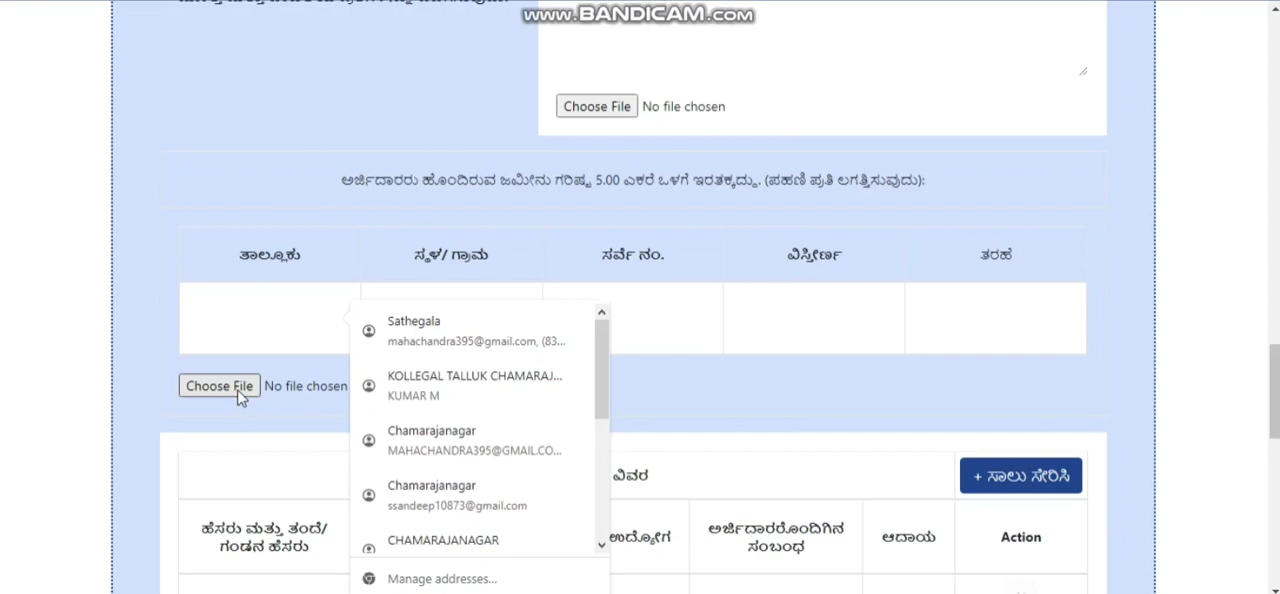 www.BANDICAM.com
Choose File No file chosen
ಅರ್ಜಿದಾರರು ಹೊಂದಿರುವ ಜಮೀನು ಗರಿಷ್ಟ 5.00 ಎಕರೆ ಒಳಗೆ ಇರತಕ್ಕದ್ದು. (ಪಹಣಿ ಪ್ರತಿ ಲಗತ್ತಿಸುವುದು):
ತಾಲ್ಲೂಕು ಸ್ಥಳ/ ಗ್ರಾಮ ಸರ್ವೆ ನಂ. ವಿಸ್ತೀರ್ಣ ತರಹೆ
Sathegala
mahachandra395@gmail.com, (83...
KOLLEGAL TALLUK CHAMARAJ...
Choose File No file chosen
KUMAR M
Chamarajanagar
MAHACHANDRA395@GMAIL.CO...
ವಿವರ + ಸಾಲು ಸೇರಿಸಿ
Chamarajanagar
ssandeep10873@gmail.com
CHAMARAJANAGAR
ಹೆಸರು ಮತ್ತು ತಂದೆ/ ಗಂಡನ ಹೆಸರು ಉದ್ಯೋಗ ಅರ್ಜಿದಾರರೊಂದಿಗಿನ ಸಂಬಂಧ ಆದಾಯ Action
Manage addresses...